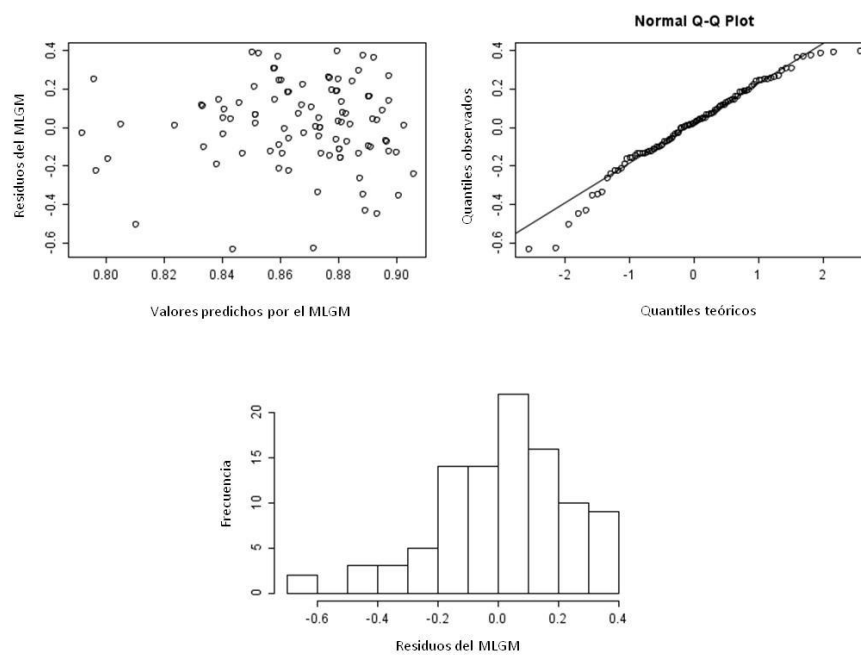 Normal Q-Q Plot
Residuos del MLGM
0.4
0.2
0.0
-0.2
-0.4
-0.6
0.80 0.82 0.84 0.86 0.88 0.90
Valores predichos por el MLGM
Quantiles observados
0.4
0.2
0.0
-0.2
-0.4
-0.6
-2 -1 0 1 2
Quantiles teóricos
Frecuencia
20
15
10
5
0
-0.6 -0.4 -0.2 0.0 0.2 0.4
Residuos del MLGM